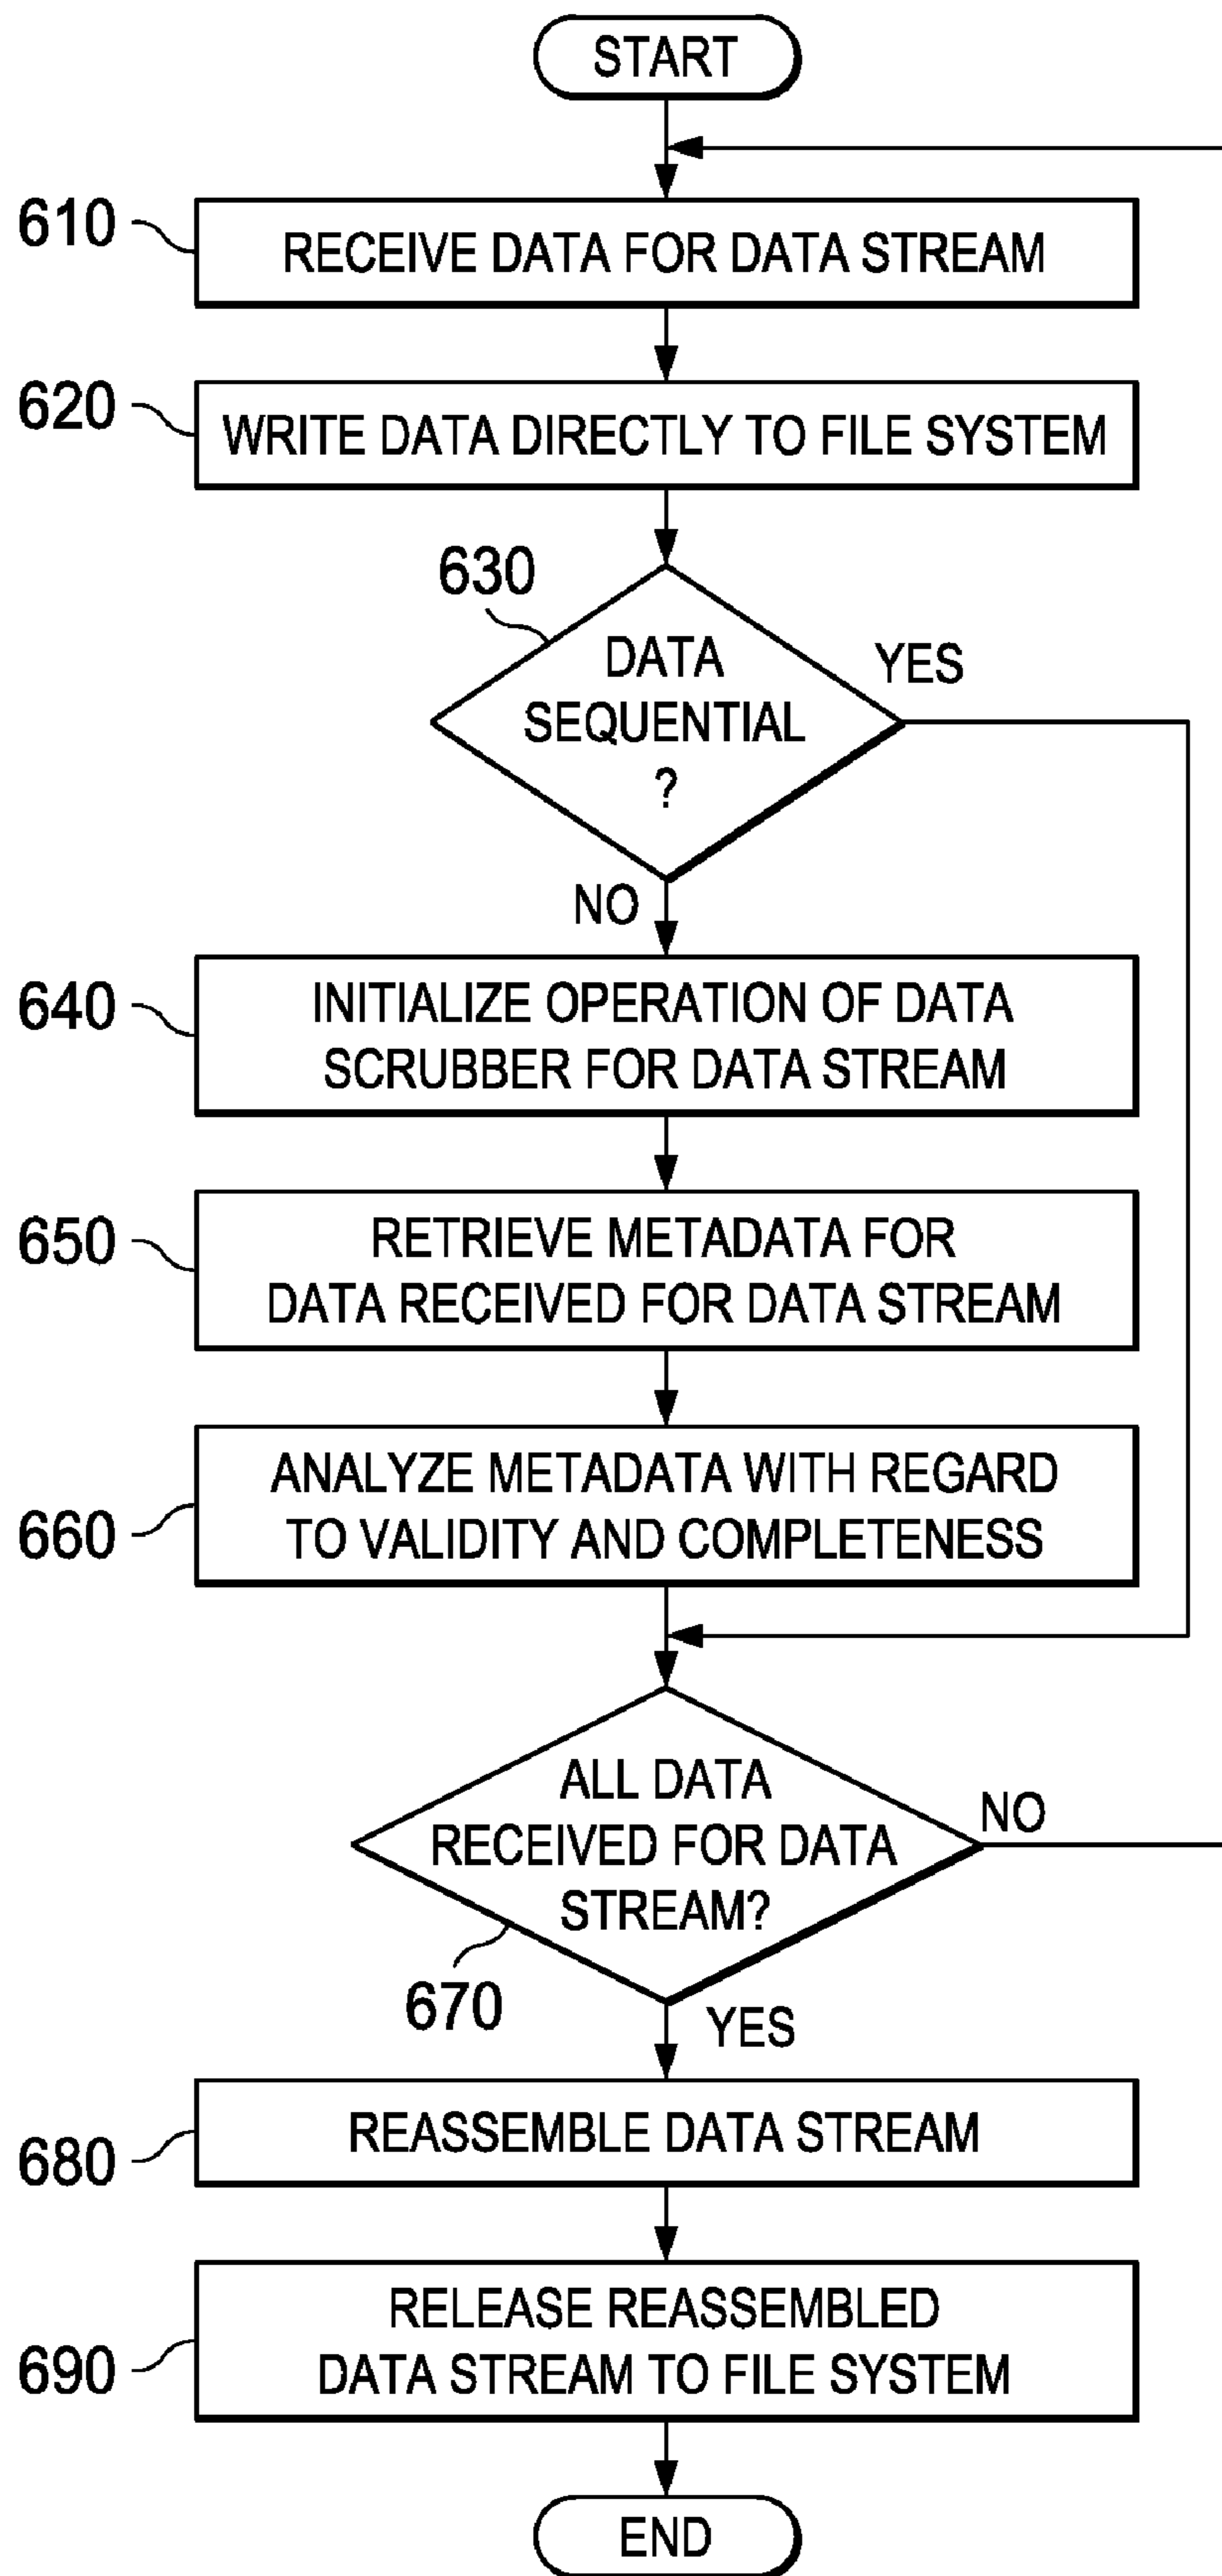 START
610
RECEIVE DATA FOR DATA STREAM
620
WRITE DATA DIRECTLY TO FILE SYSTEM
630
DATA
SEQUENTIAL
?
YES
NO
640
INITIALIZE OPERATION OF DATA
SCRUBBER FOR DATA STREAM
650
RETRIEVE METADATA FOR
DATA RECEIVED FOR DATA STREAM
660
ANALYZE METADATA WITH REGARD
TO VALIDITY AND COMPLETENESS
ALL DATA
RECEIVED FOR DATA
STREAM?
NO
670
YES
680
REASSEMBLE DATA STREAM
690
RELEASE REASSEMBLED
DATA STREAM TO FILE SYSTEM
END